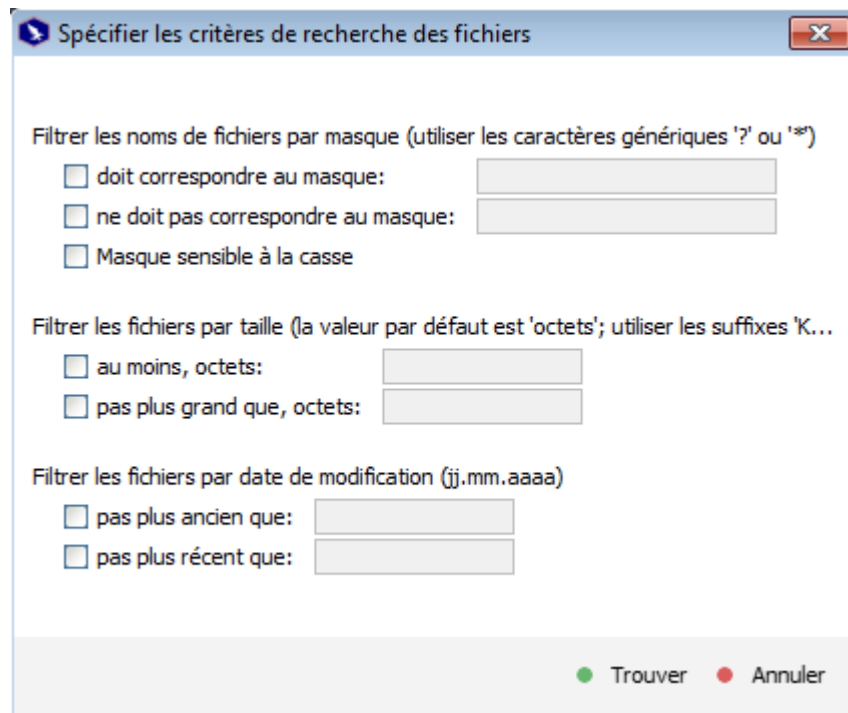 Spécifier les critères de recherche des fichiers
Filtrer les noms de fichiers par masque (utiliser les caractères génériques '?' ou '*')
doit correspondre au masque:
ne doit pas correspondre au masque:
Masque sensible à la casse
Filtrer les fichiers par taille (la valeur par défaut est 'octets'; utiliser les suffixes 'K...
au moins, octets:
pas plus grand que, octets:
Filtrer les fichiers par date de modification (jj.mm.aaaa)
pas plus ancien que:
pas plus récent que:
Trouver Annuler